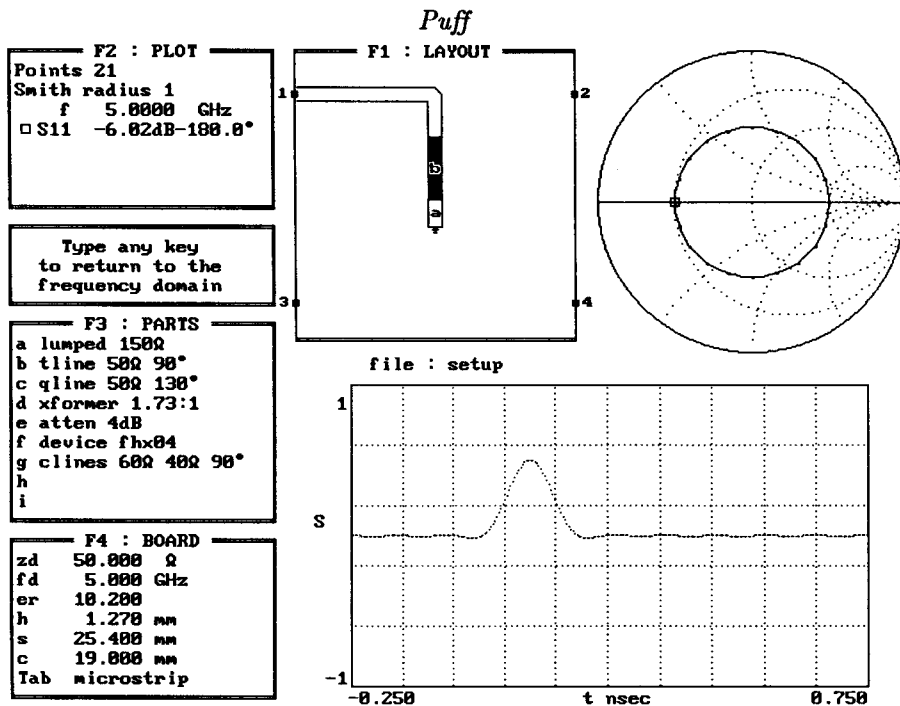 Puff
F2 : PLOT
Points 21
Smith radius 1
f 5.0000 GHz
S11 -6.02dB-180.0°
Type any key
to return to the
frequency domain
F3 : PARTS
a lumped 150Ω
b tline 50Ω 90°
c qline 50Ω 130°
d xformer 1.73:1
e atten 4dB
f device fhx04
g clines 60Ω 40Ω 90°
h
i
F4 : BOARD
zd 50.000 Ω
fd 5.000 GHz
er 10.200
h 1.270 mm
s 25.400 mm
c 19.000 mm
Tab microstrip
F1 : LAYOUT
1
2
b
a
3
4
file : setup
1
S
-1
-0.250
t nsec
0.750